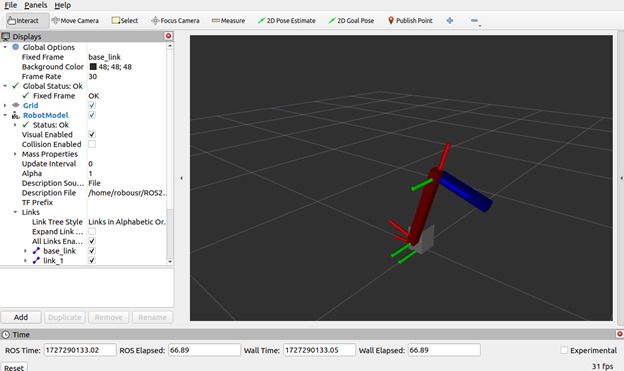 File Panels Help
Interact Move Camera Select Focus Camera Measure 2D Pose Estimate 2D Goal Pose Publish Point
Displays
Global Options
Fixed Frame base_link
Background Color 48; 48; 48
Frame Rate 30
Global Status: Ok
Fixed Frame OK
Grid
RobotModel
Status: Ok
Visual Enabled
Collision Enabled
Mass Properties
Update Interval 0
Alpha 1
Description Sou... File
Description File /home/robousr/ROS2...
TF Prefix
Links
Link Tree Style Links in Alphabetic Or...
Expand Link ...
All Links Ena...
base_link
link_1
Add Duplicate Remove Rename
Time
ROS Time: 1727290133.02 ROS Elapsed: 66.89 Wall Time: 1727290133.05 Wall Elapsed: 66.89 Experimental
Reset 31 fps